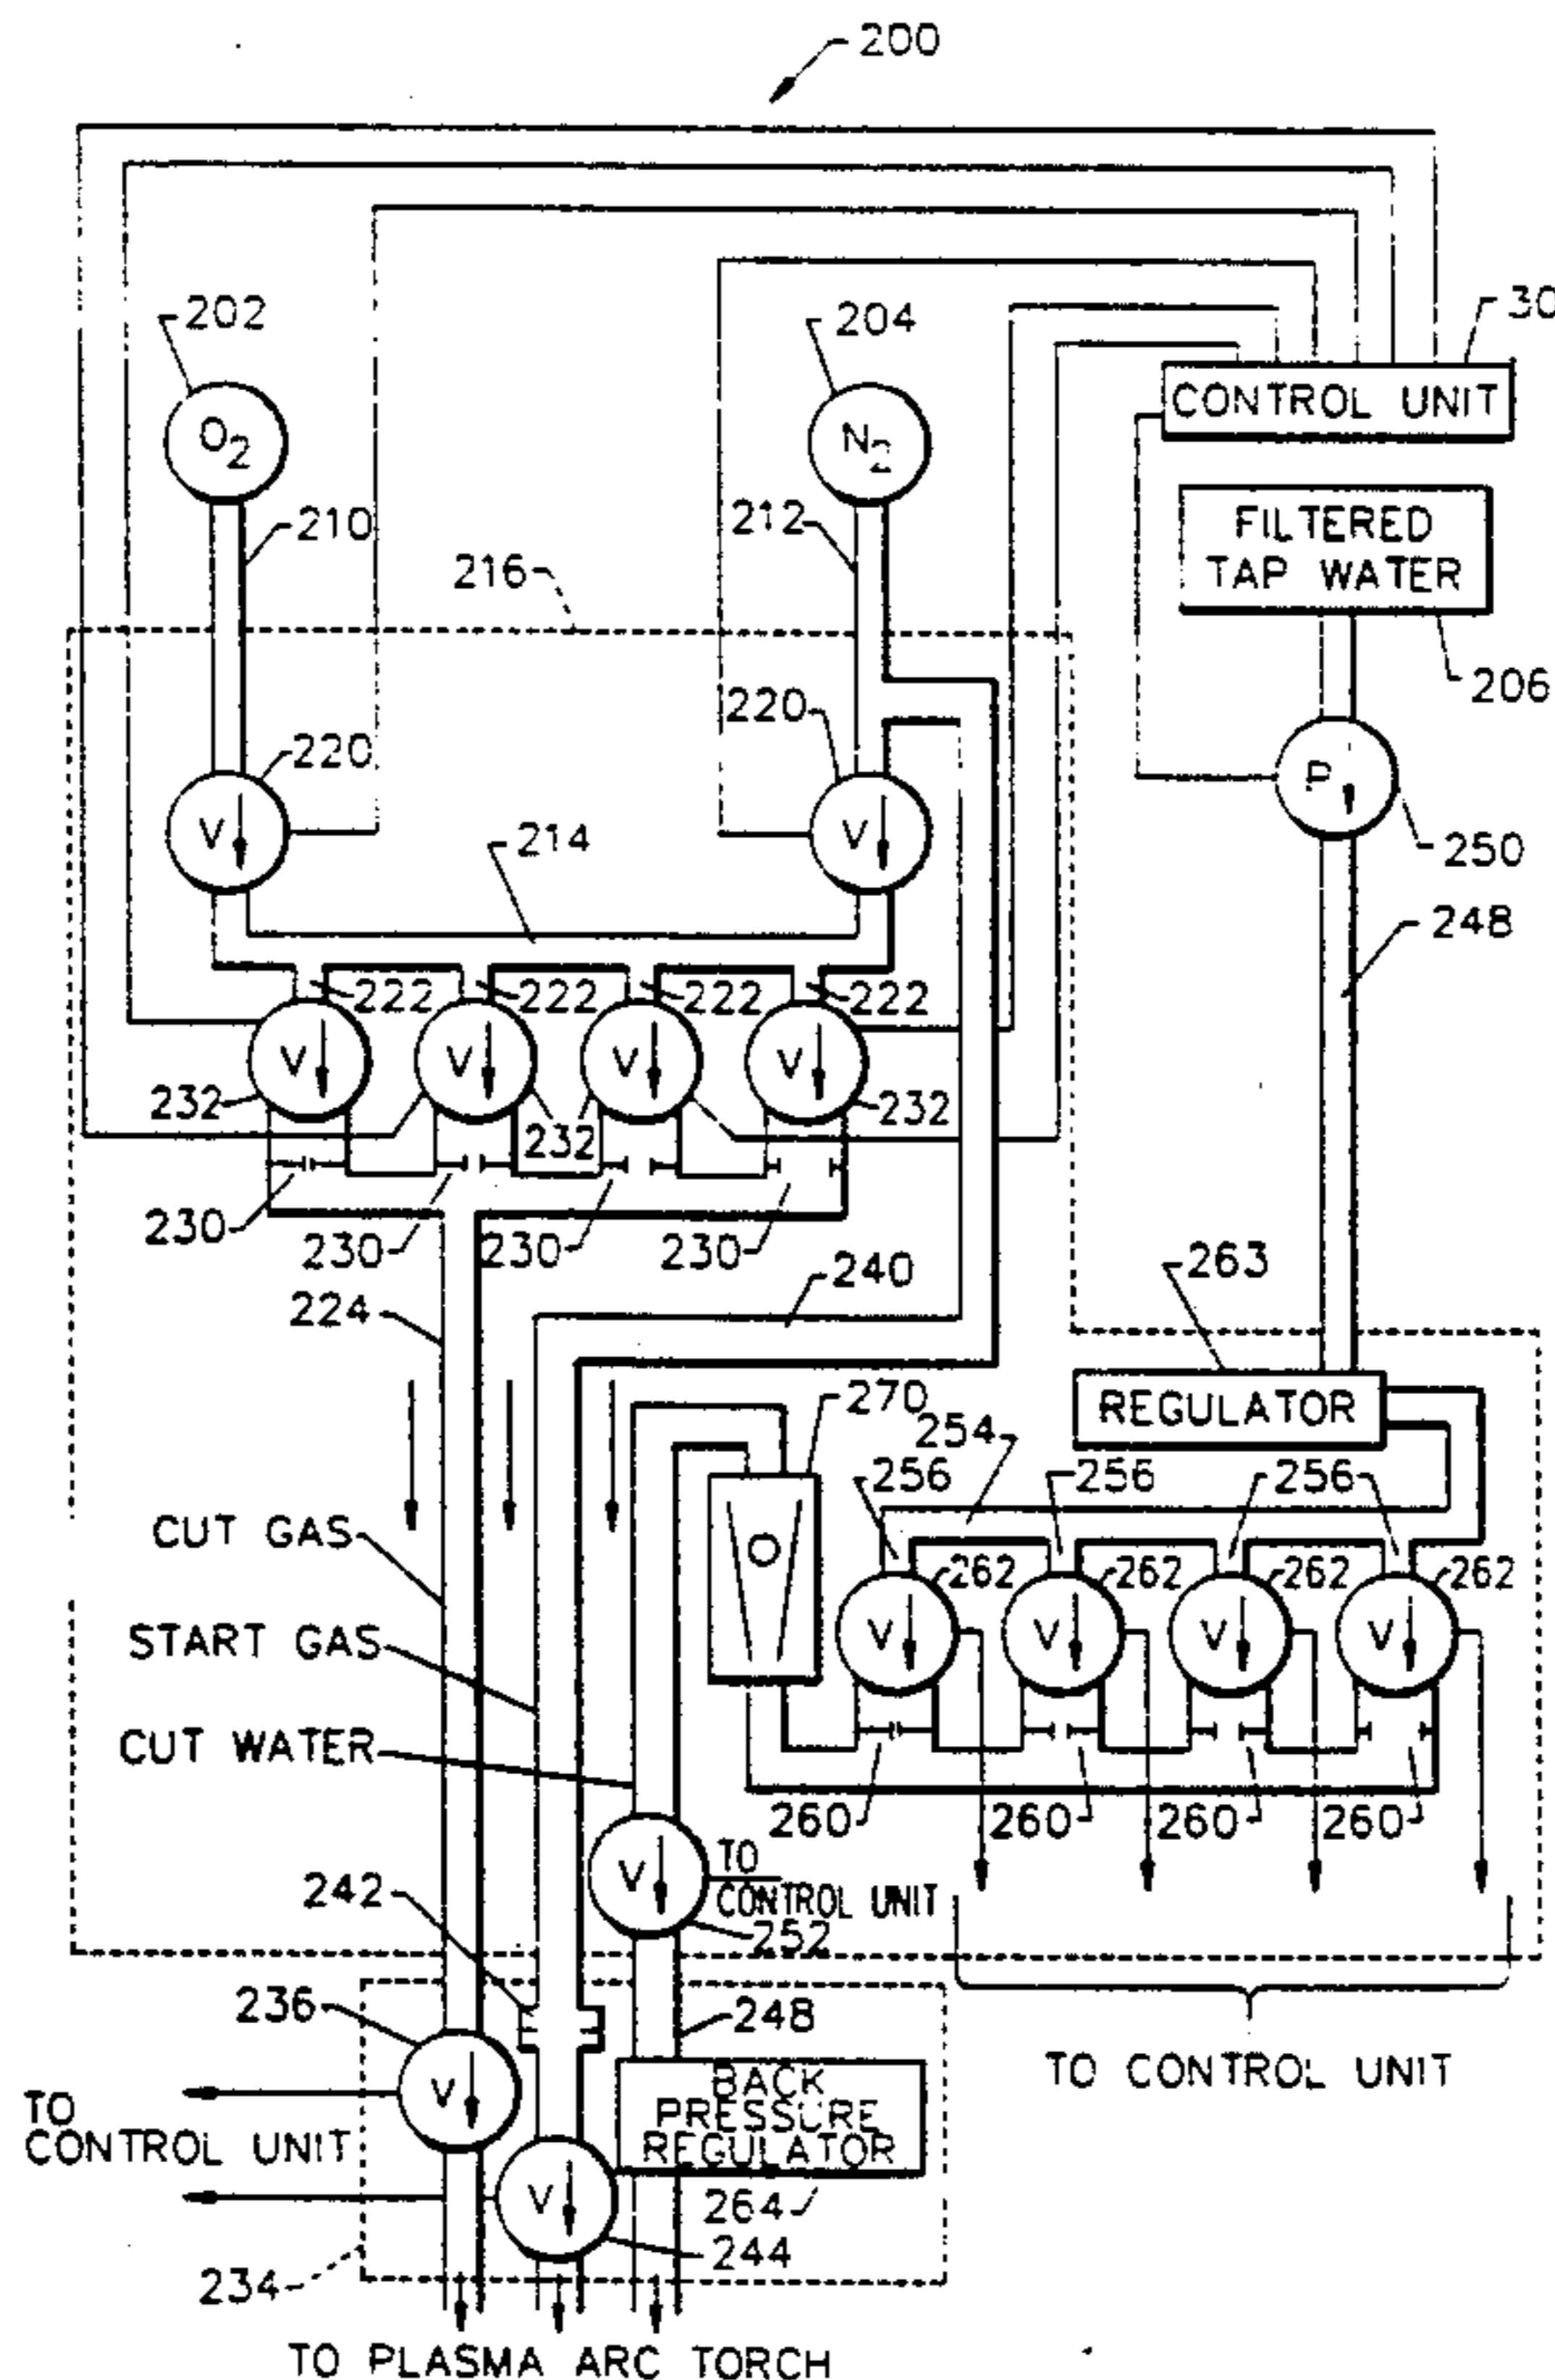 200
202
204
30
O2
N2
CONTROL UNIT
210
212
FILTERED
TAP WATER
216
206
220
220
P
V
V
250
214
248
222
222
222
222
V
V
V
V
232
232
232
230
230
230
230
240
263
224
REGULATOR
270
254
256
256
256
CUT GAS
262
262
262
262
START GAS
V
V
V
V
CUT WATER
260
260
260
260
V
TO
CONTROL UNIT
242
252
236
248
TO CONTROL UNIT
V
BACK
PRESSURE
REGULATOR
TO
CONTROL UNIT
V
264
244
234
TO PLASMA ARC TORCH